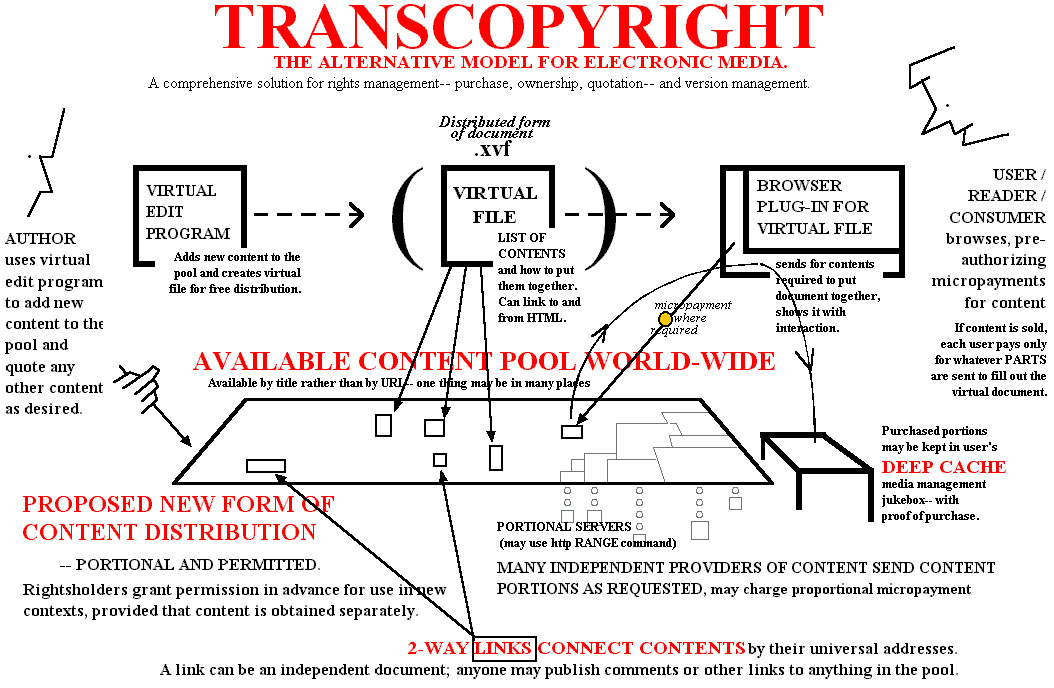 TRANSCOPYRIGHT
THE ALTERNATIVE MODEL FOR ELECTRONIC MEDIA.
A comprehensive solution for rights management-- purchase, ownership, quotation-- and version management.
Distributed form
of document
.xvf
VIRTUAL
EDIT
PROGRAM
Adds new content to the
pool and creates virtual
file for free distribution.
VIRTUAL
FILE
LIST OF
CONTENTS
and how to put
them together.
Can link to and
from HTML.
BROWSER
PLUG-IN FOR
VIRTUAL FILE
sends for contents
required to put
document together,
shows it with
interaction.
micropayment
where
required
AUTHOR
uses virtual
edit program
to add new
content to the
pool and
quote any
other content
as desired.
USER /
READER /
CONSUMER
browses, pre-
authorizing
micropayments
for content
If content is sold,
each user pays only
for whatever PARTS
are sent to fill out the
virtual document.
AVAILABLE CONTENT POOL WORLD-WIDE
Available by title rather than by URL-- one thing may be in many places
Purchased portions
may be kept in user's
DEEP CACHE
media management
jukebox-- with
proof of purchase.
PROPOSED NEW FORM OF
CONTENT DISTRIBUTION
-- PORTIONAL AND PERMITTED.
Rightsholders grant permission in advance for use in new
contexts, provided that content is obtained separately.
PORTIONAL SERVERS
(may use http RANGE command)
MANY INDEPENDENT PROVIDERS OF CONTENT SEND CONTENT
PORTIONS AS REQUESTED, may charge proportional micropayment
2-WAY LINKS CONNECT CONTENTS by their universal addresses.
A link can be an independent document; anyone may publish comments or other links to anything in the pool.